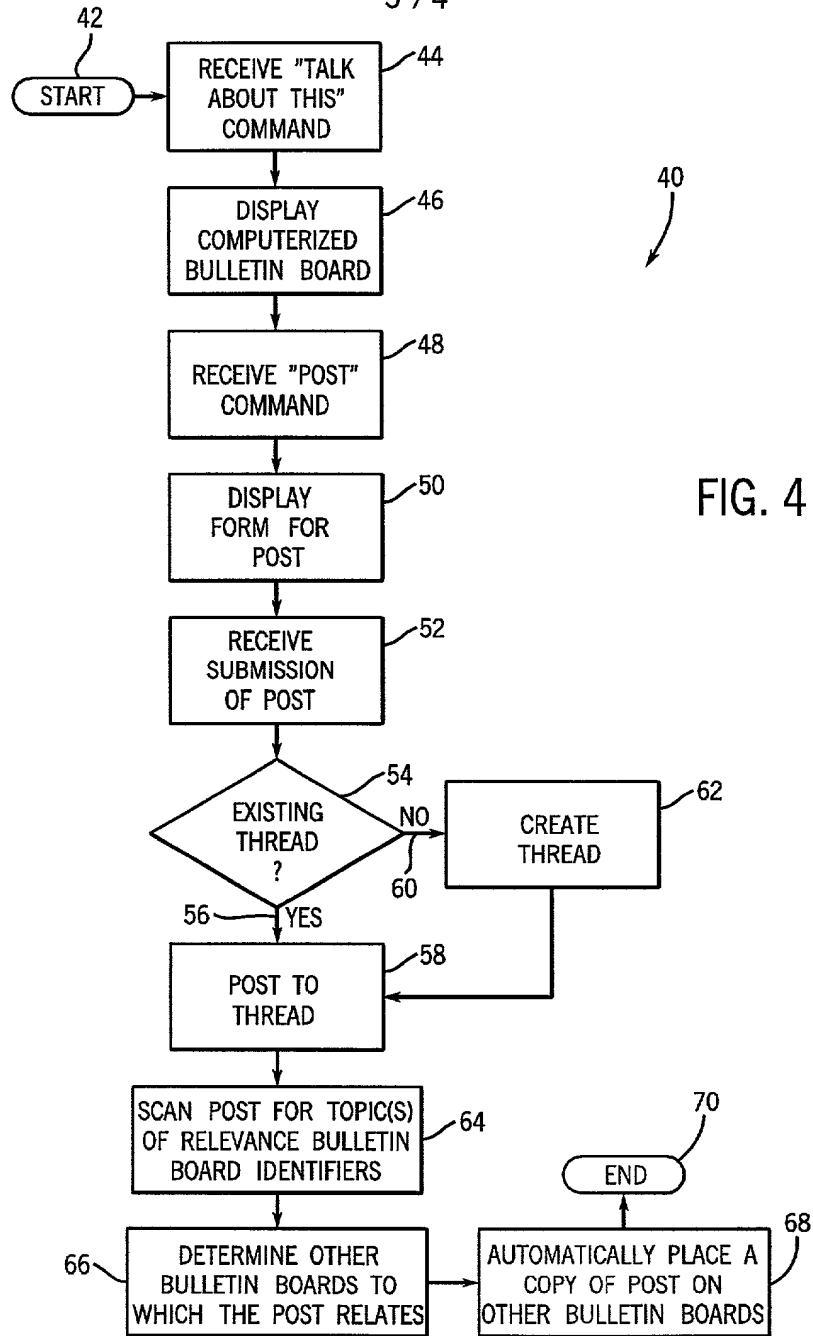 42
START
RECEIVE "TALK
ABOUT THIS"
COMMAND
44
DISPLAY
COMPUTERIZED
BULLETIN BOARD
46
40
RECEIVE "POST"
COMMAND
48
DISPLAY
FORM FOR
POST
50
FIG. 4
RECEIVE
SUBMISSION
OF POST
52
EXISTING
THREAD
?
54
NO
60
CREATE
THREAD
62
56
YES
POST TO
THREAD
58
SCAN POST FOR TOPIC(S)
OF RELEVANCE BULLETIN
BOARD IDENTIFIERS
64
70
END
66
DETERMINE OTHER
BULLETIN BOARDS TO
WHICH THE POST RELATES
AUTOMATICALLY PLACE A
COPY OF POST ON
OTHER BULLETIN BOARDS
68